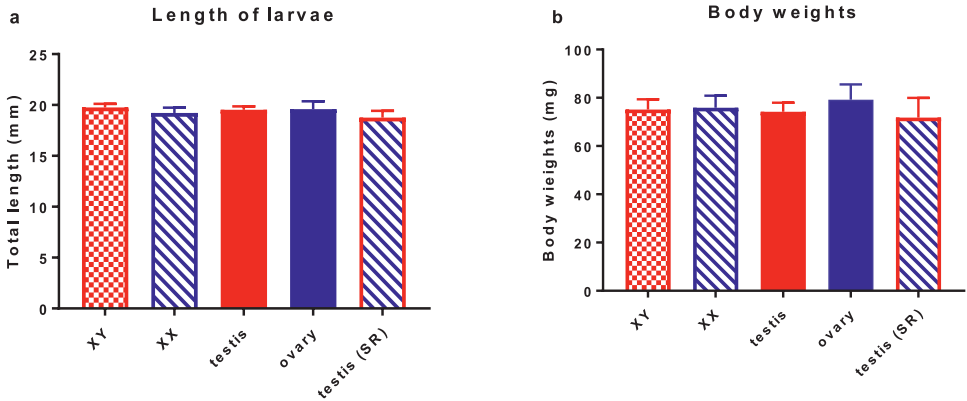 a
Length of larvae
Total length (mm)
25
20
15
10
5
0
XY
XX
testis
ovary
testis (SR)
b
Body weights
Body wieights (mg)
100
80
60
40
20
0
XY
XX
testis
ovary
testis (SR)